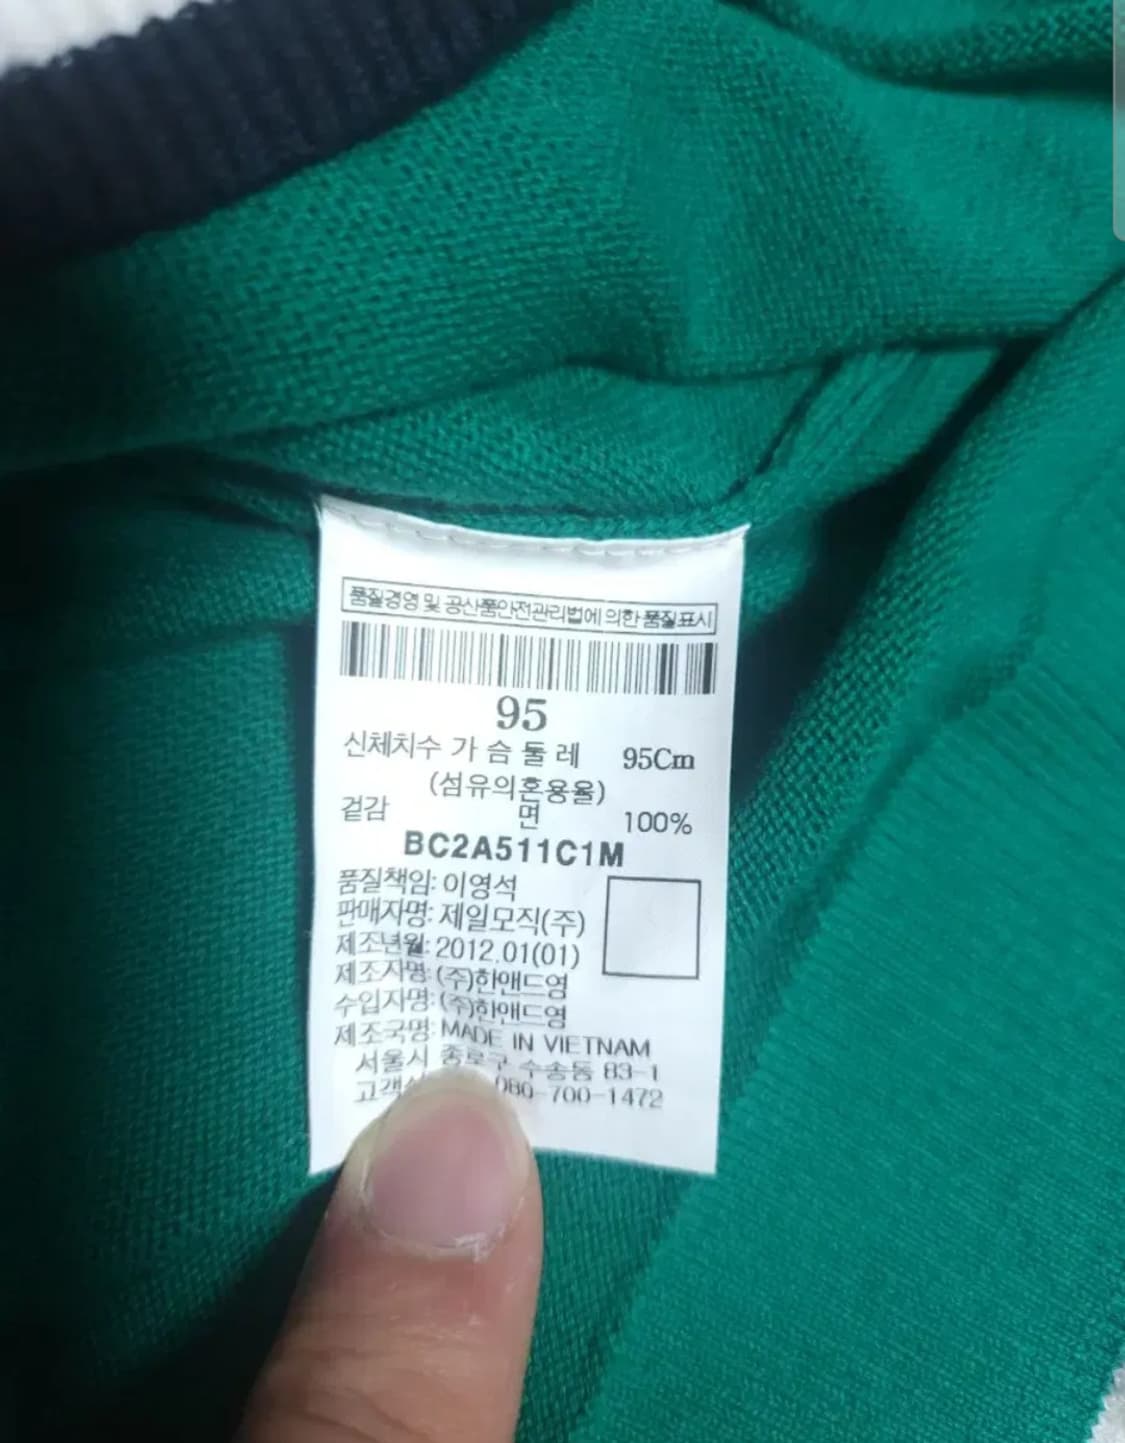 품질경영 및 공산품안전관리법에 의한 품질표시
95
신체치수 가 슴 둘 레 95Cm
(섬유의혼용율)
겉감 면 100%
BC2A511C1M
품질책임: 이영석
판매자명: 제일모직(주)
제조년월: 2012.01(01)
제조자명: (주)한앤드영
수입자명: (주)한앤드영
제조국명: MADE IN VIETNAM
서울시 종로구 수송동 83-1
080-700-1472